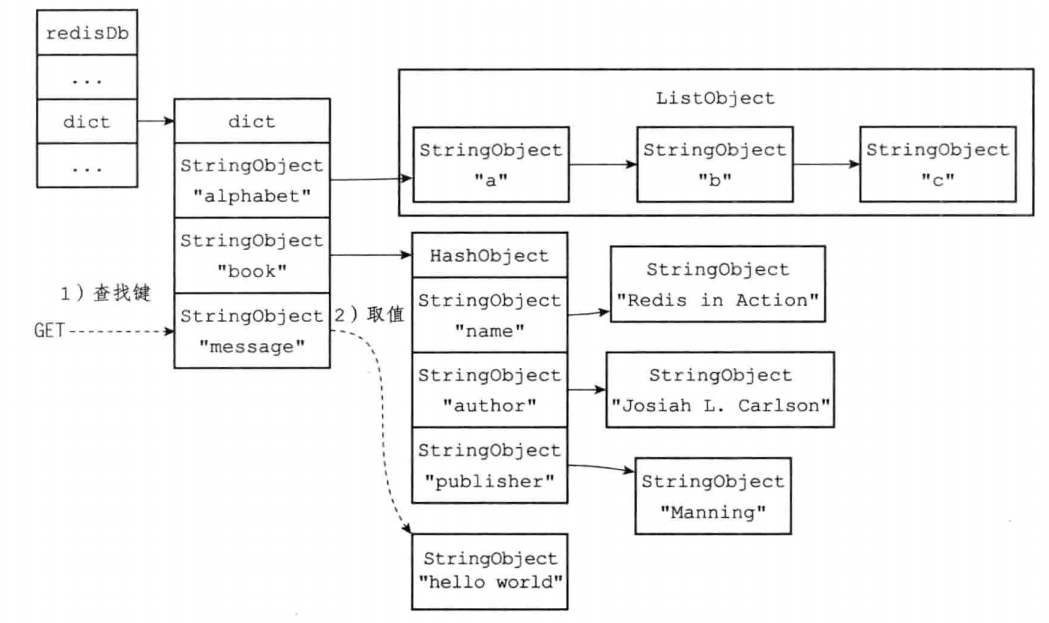 redisDb
...
dict
...
dict
StringObject
"alphabet"
StringObject
"book"
StringObject
"message"
1）查找键
GET
2）取值
ListObject
StringObject
"a"
StringObject
"b"
StringObject
"c"
HashObject
StringObject
"name"
StringObject
"author"
StringObject
"publisher"
StringObject
"Redis in Action"
StringObject
"Josiah L. Carlson"
StringObject
"Manning"
StringObject
"hello world"